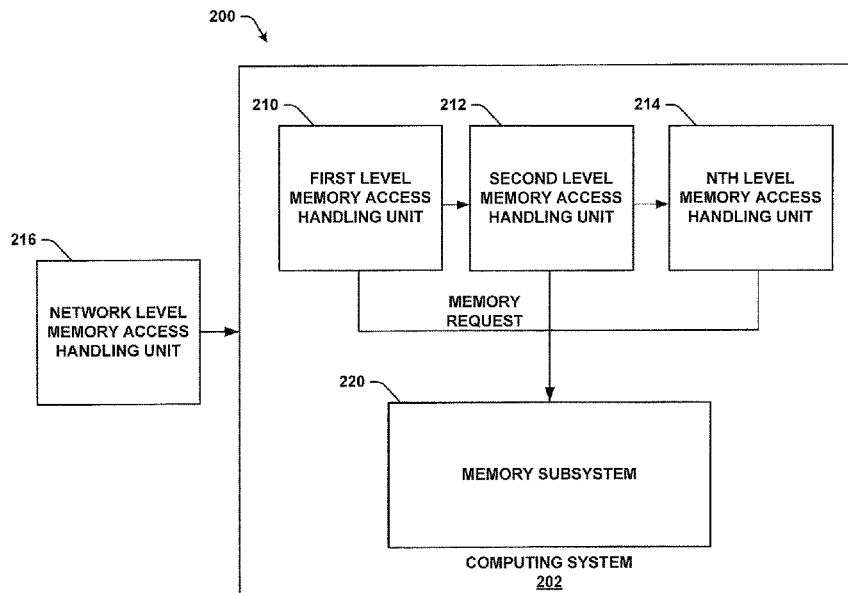 200
210
212
214
FIRST LEVEL
MEMORY ACCESS
HANDLING UNIT
SECOND LEVEL
MEMORY ACCESS
HANDLING UNIT
NTH LEVEL
MEMORY ACCESS
HANDLING UNIT
216
NETWORK LEVEL
MEMORY ACCESS
HANDLING UNIT
MEMORY
REQUEST
220
MEMORY SUBSYSTEM
COMPUTING SYSTEM
202